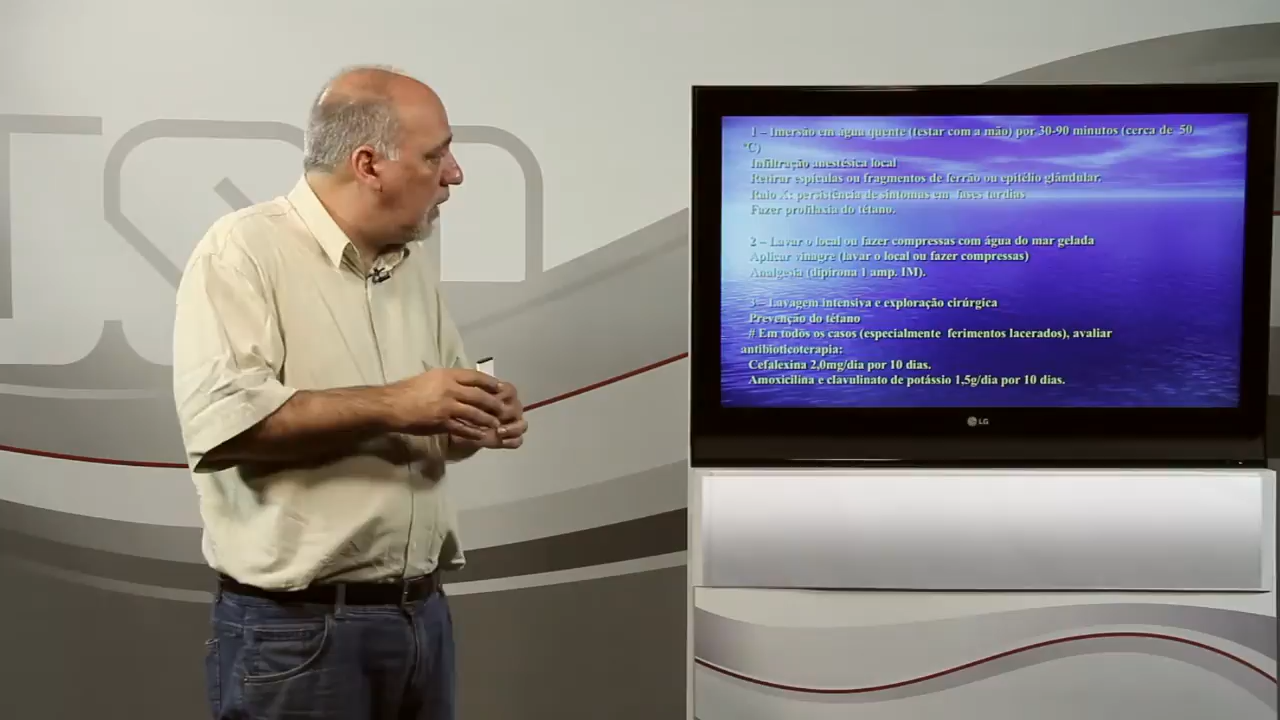 1 – Imersão em água quente (testar com a mão) por 30-90 minutos (cerca de 50
°C)
Infiltração anestésica local
Retirar espículas ou fragmentos de ferrão ou epitélio glândular.
Raio X: persistência de sintomas em fases tardias
Fazer profilaxia do tétano.
2 – Lavar o local ou fazer compressas com água do mar gelada
Aplicar vinagre (lavar o local ou fazer compressas)
Analgesia (dipirona 1 amp. IM).
3 – Lavagem intensiva e exploração cirúrgica
Prevenção do tétano
# Em todos os casos (especialmente ferimentos lacerados), avaliar
antibioticoterapia:
Cefalexina 2,0mg/dia por 10 dias.
Amoxicilina e clavulinato de potássio 1,5g/dia por 10 dias.
LG